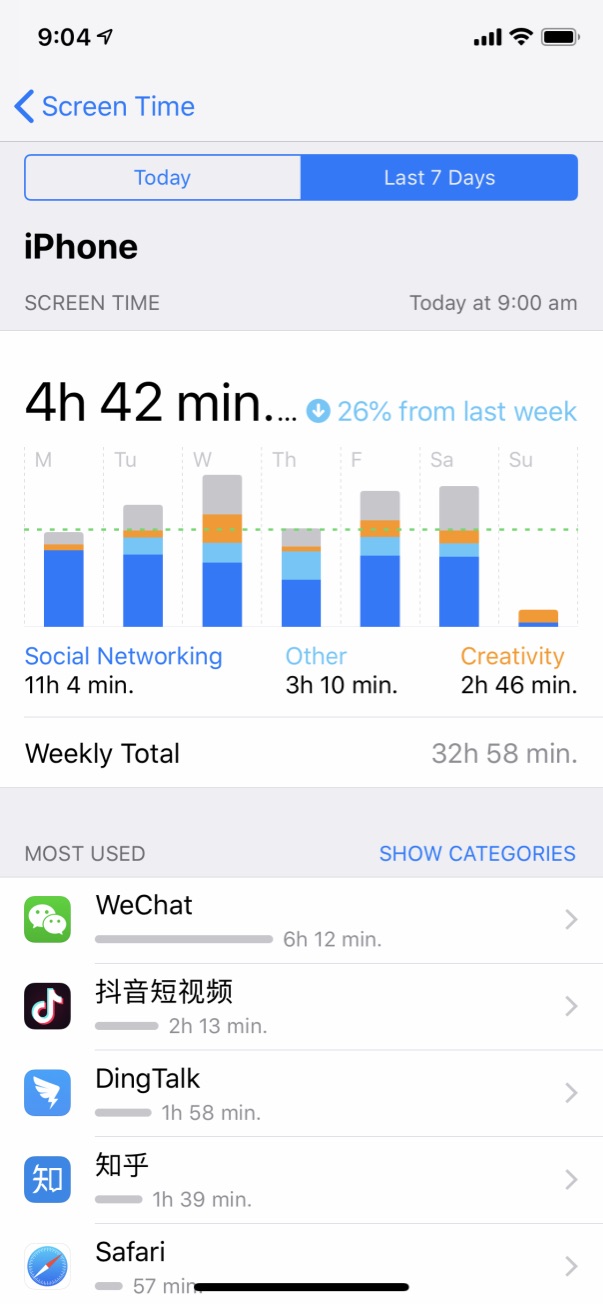 9:04
Screen Time
Today
Last 7 Days
iPhone
SCREEN TIME
Today at 9:00 am
4h 42 min.…
26% from last week
M Tu W Th F Sa Su
Social Networking
11h 4 min.
Other
3h 10 min.
Creativity
2h 46 min.
Weekly Total
32h 58 min.
MOST USED
SHOW CATEGORIES
WeChat
6h 12 min.
抖音短视频
2h 13 min.
DingTalk
1h 58 min.
知
知乎
1h 39 min.
Safari
57 min